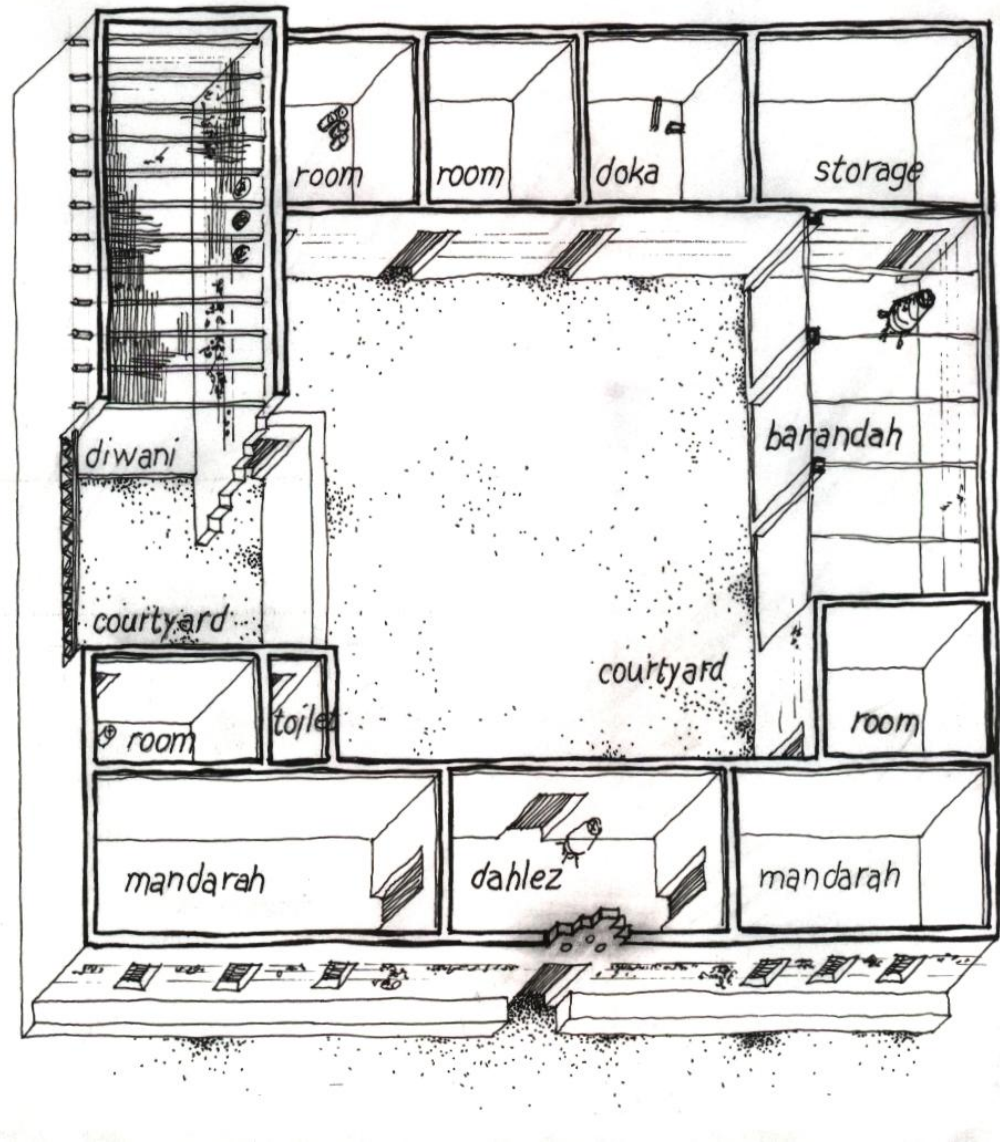 room
room
doka
storage
diwani
barandah
courtyard
courtyard
room
toilet
room
mandarah
dahlez
mandarah